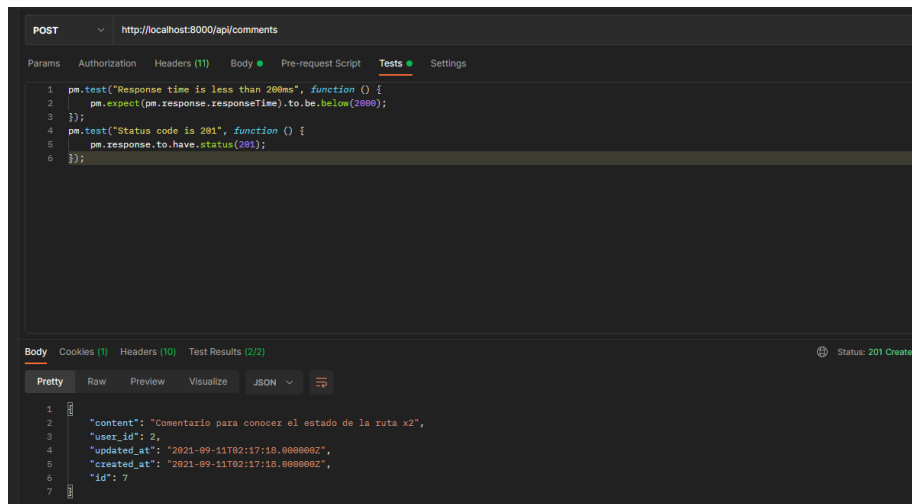 POST http://localhost:8000/api/comments
Params Authorization Headers (11) Body Pre-request Script Tests Settings
1 pm.test("Response time is less than 200ms", function () {
2 pm.expect(pm.response.responseTime).to.be.below(2000);
3 });
4 pm.test("Status code is 201", function () {
5 pm.response.to.have.status(201);
6 });
Body Cookies (1) Headers (10) Test Results (2/2) Status: 201 Create
Pretty Raw Preview Visualize JSON
1 {
2 "content": "Comentario para conocer el estado de la ruta x2",
3 "user_id": 2,
4 "updated_at": "2021-09-11T02:17:18.000000Z",
5 "created_at": "2021-09-11T02:17:18.000000Z",
6 "id": 7
7 }